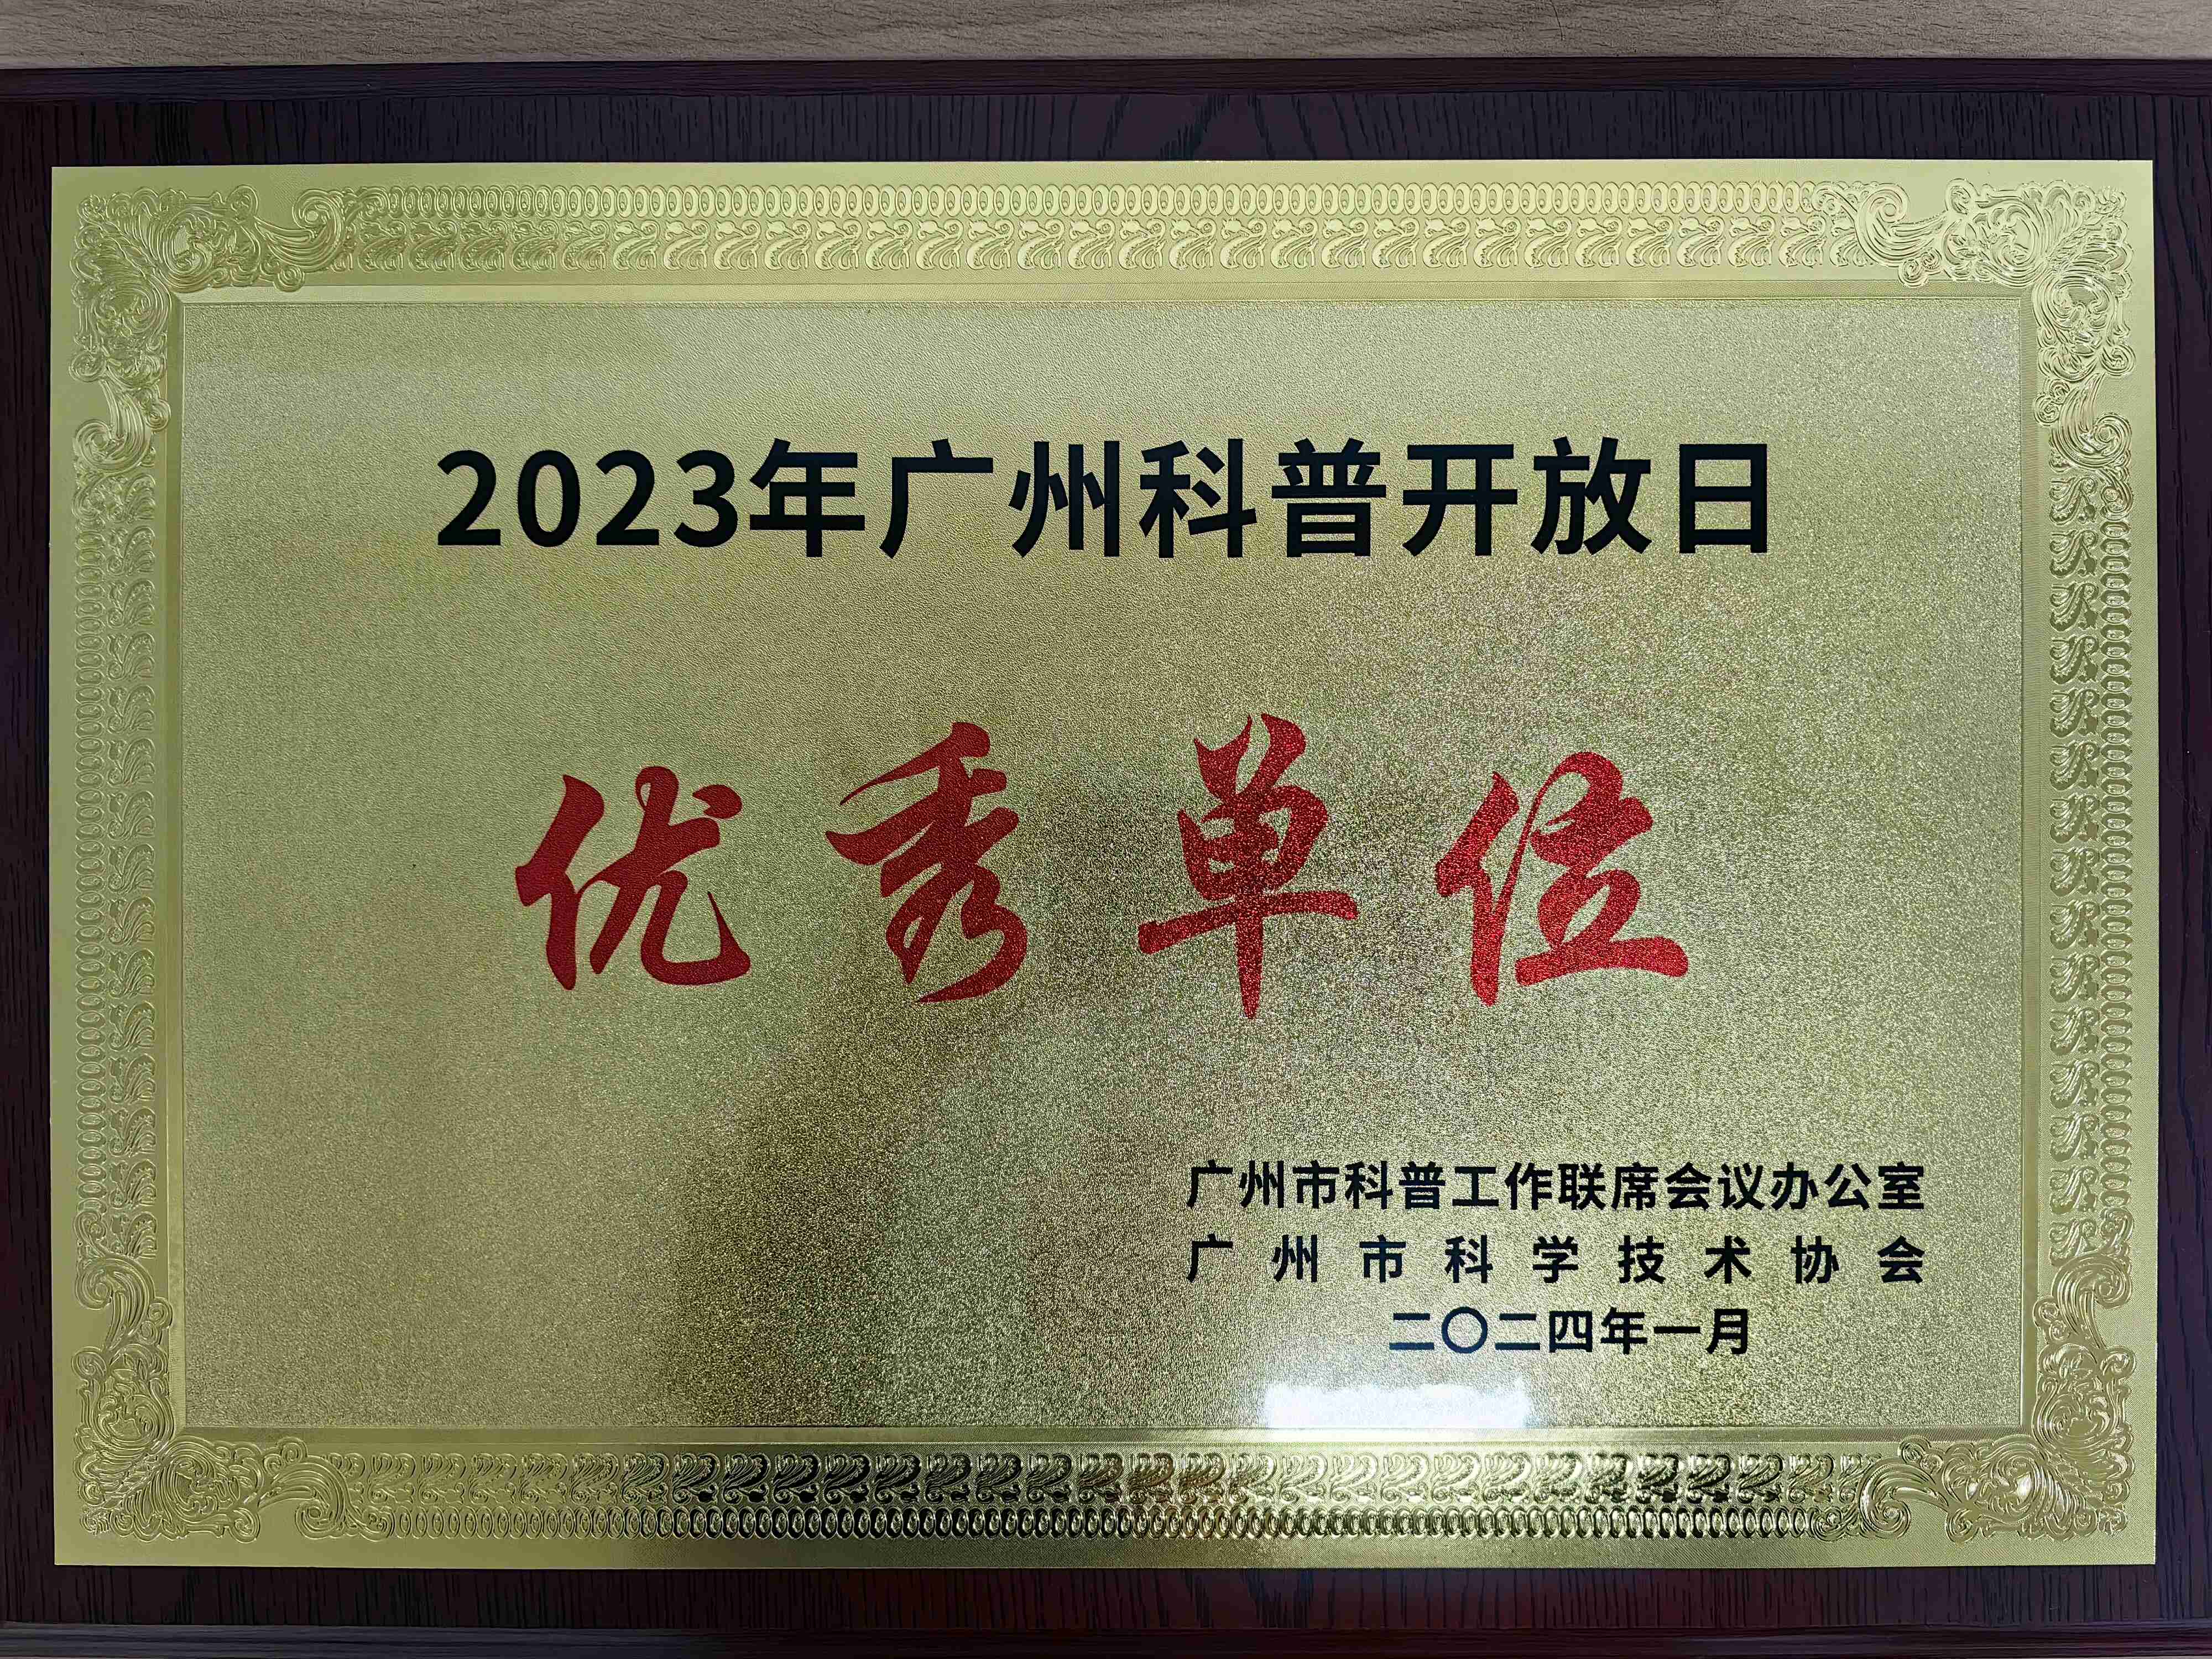 2023年广州科普开放日
优秀单位
广州市科普工作联席会议办公室
广州市科学技术协会
二〇二四年一月